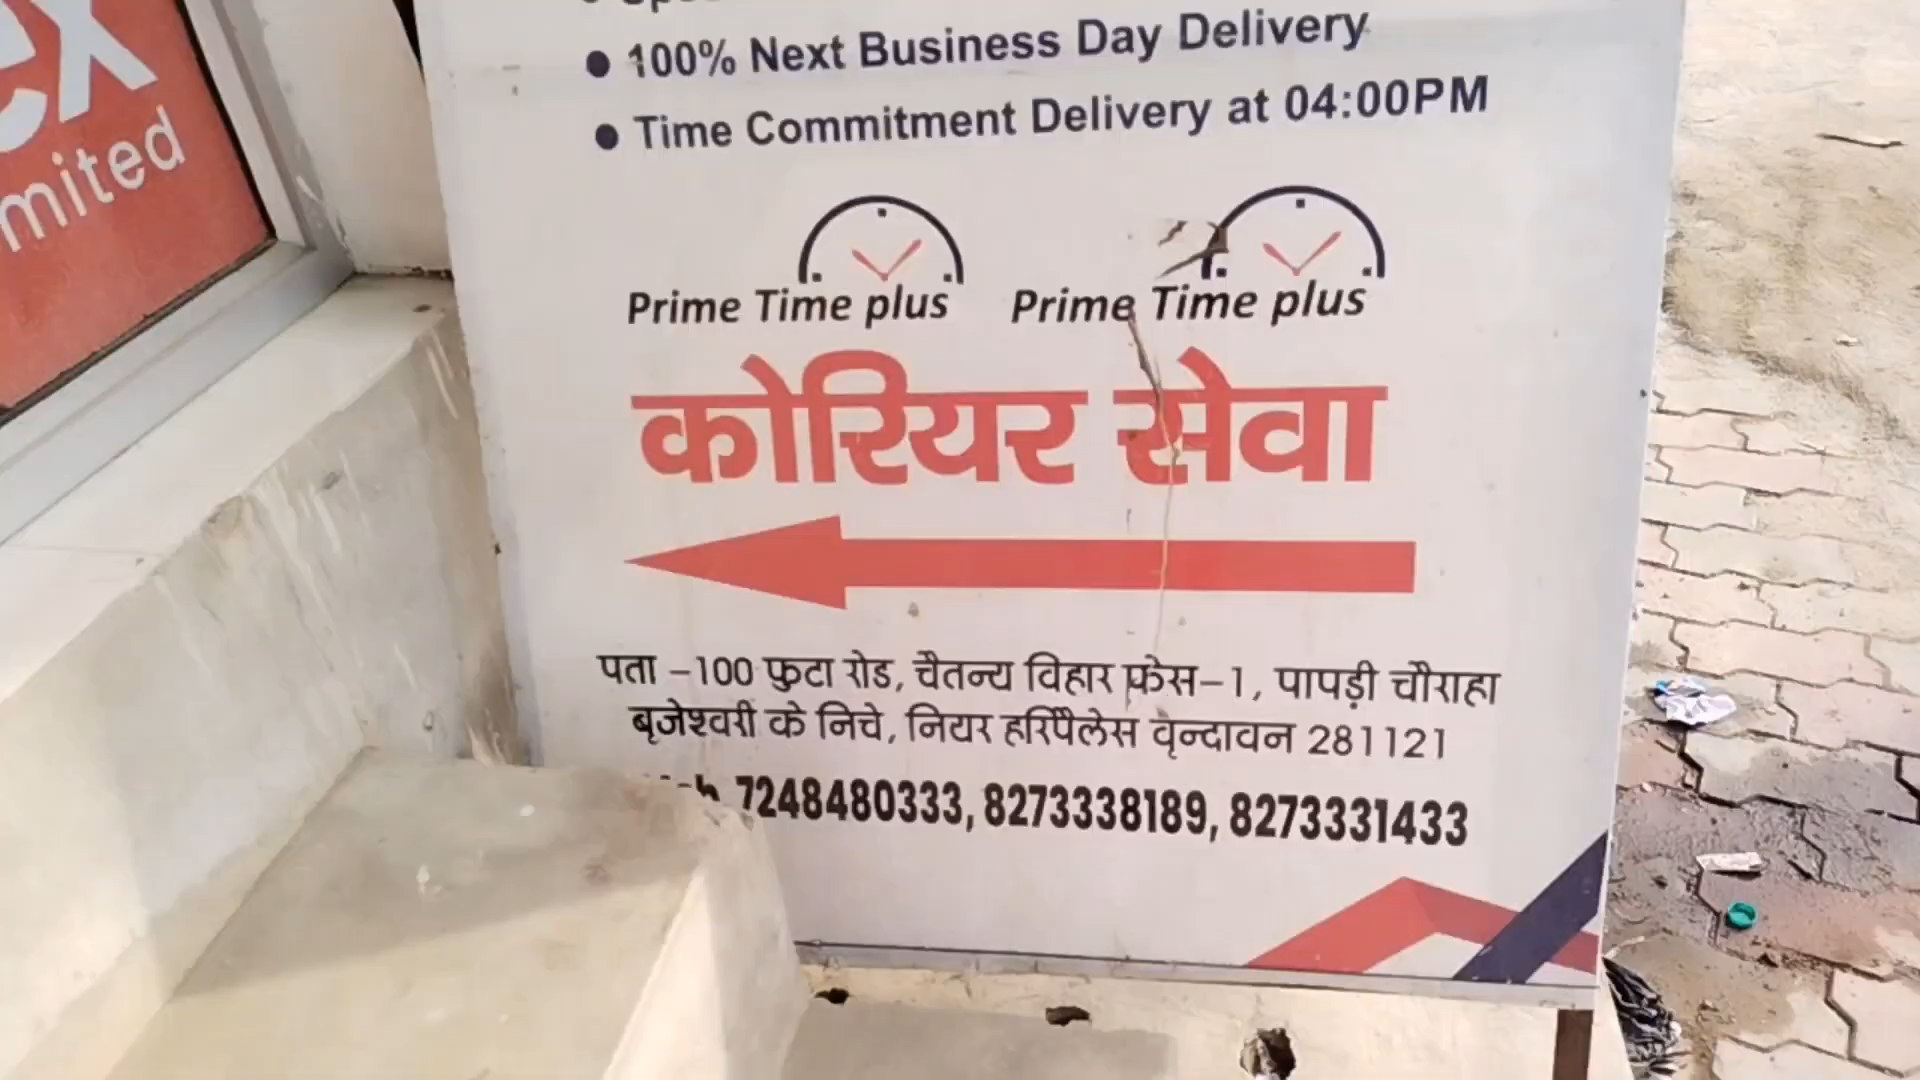 ex
mited
• 100% Next Business Day Delivery
• Time Commitment Delivery at 04:00PM
Prime Time plus Prime Time plus
कोरियर सेवा
पता –100 फुटा रोड, चैतन्य विहार फेस–1, पापड़ी चौराहा
बृजेश्वरी के निचे, नियर हरिपैलेस वृन्दावन 281121
7248480333, 8273338189, 8273331433